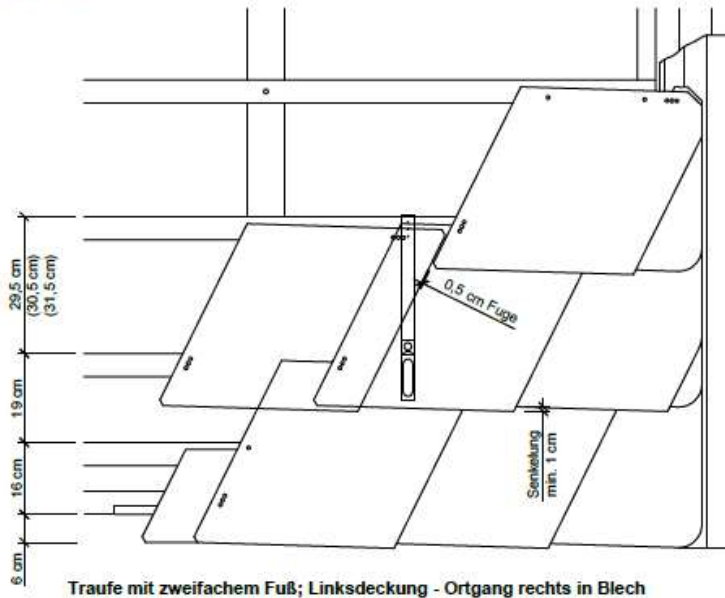 29,5 cm
(30,5 cm)
(31,5 cm)
19 cm
16 cm
6 cm
0,5 cm Fuge
Senkelung
min. 1 cm
Traufe mit zweifachem Fuß; Linksdeckung - Ortgang rechts in Blech